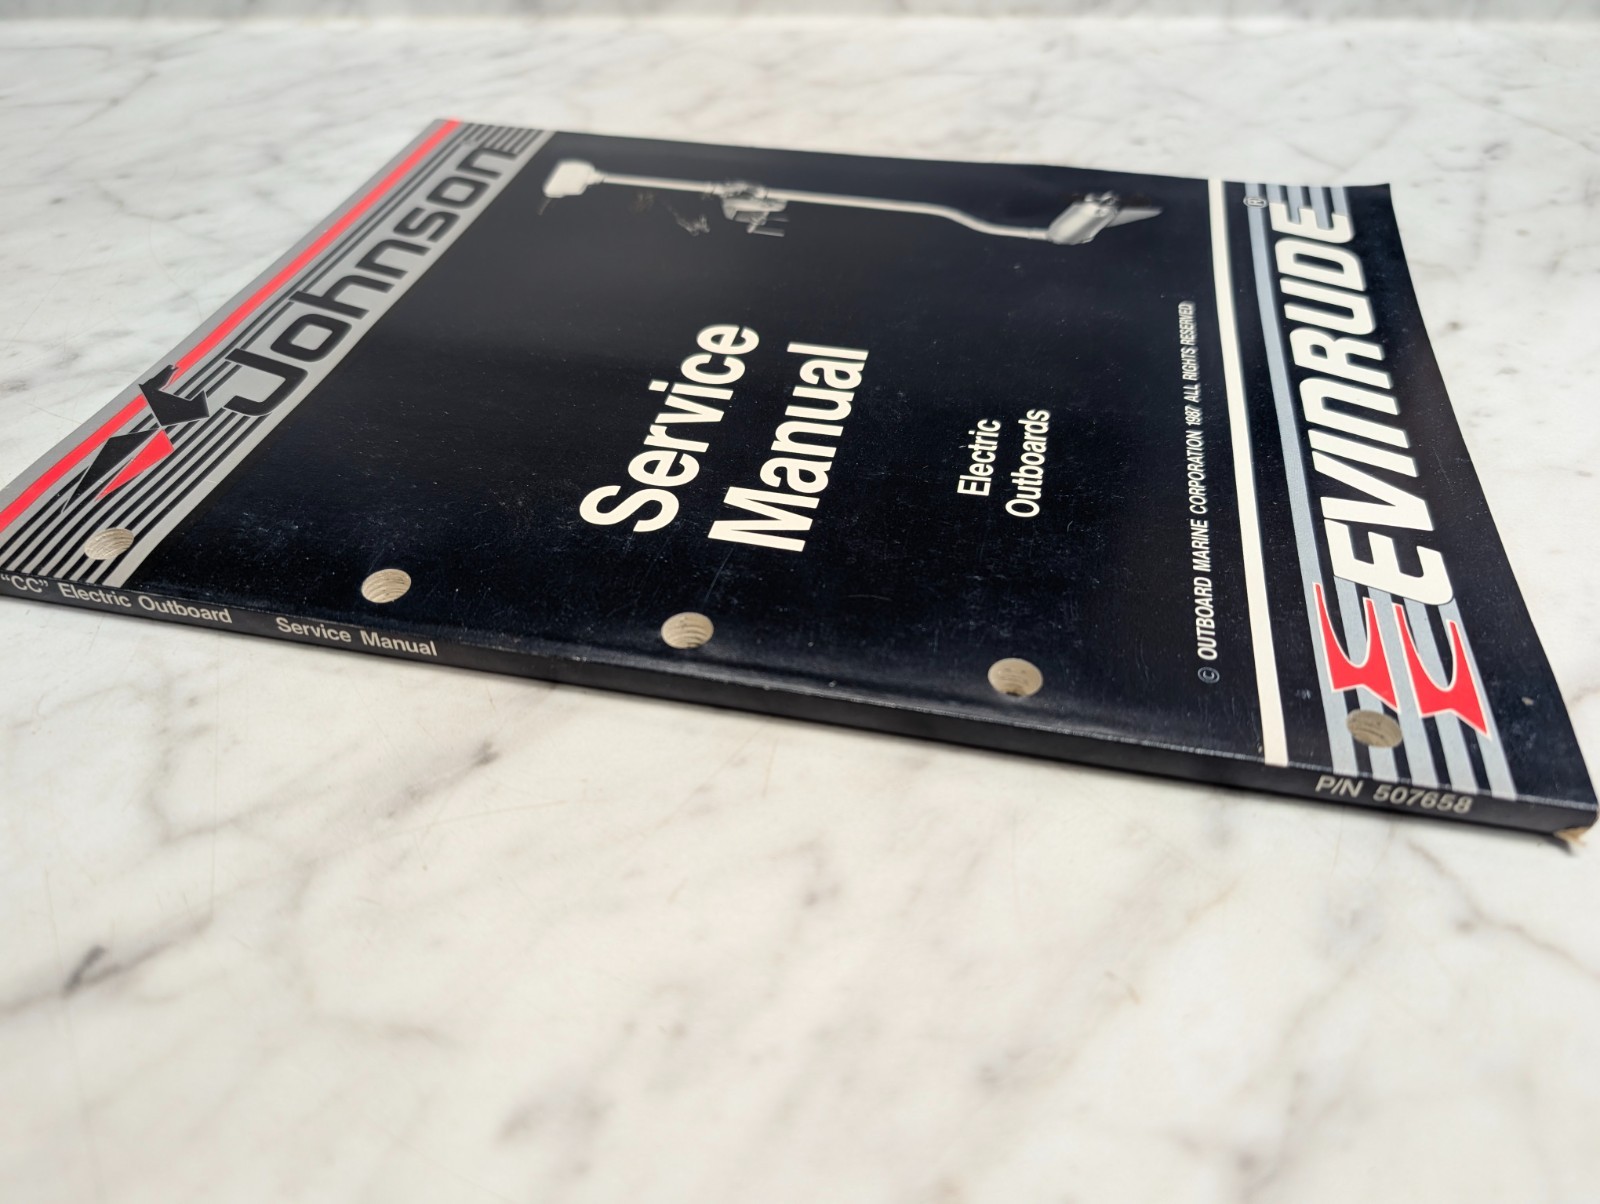 Johnson
Service
Manual
Electric
Outboards
© OUTBOARD MARINE CORPORATION 1987 ALL RIGHTS RESERVED
EVINRUDE®
"CC" Electric Outboard Service Manual P/N 507658